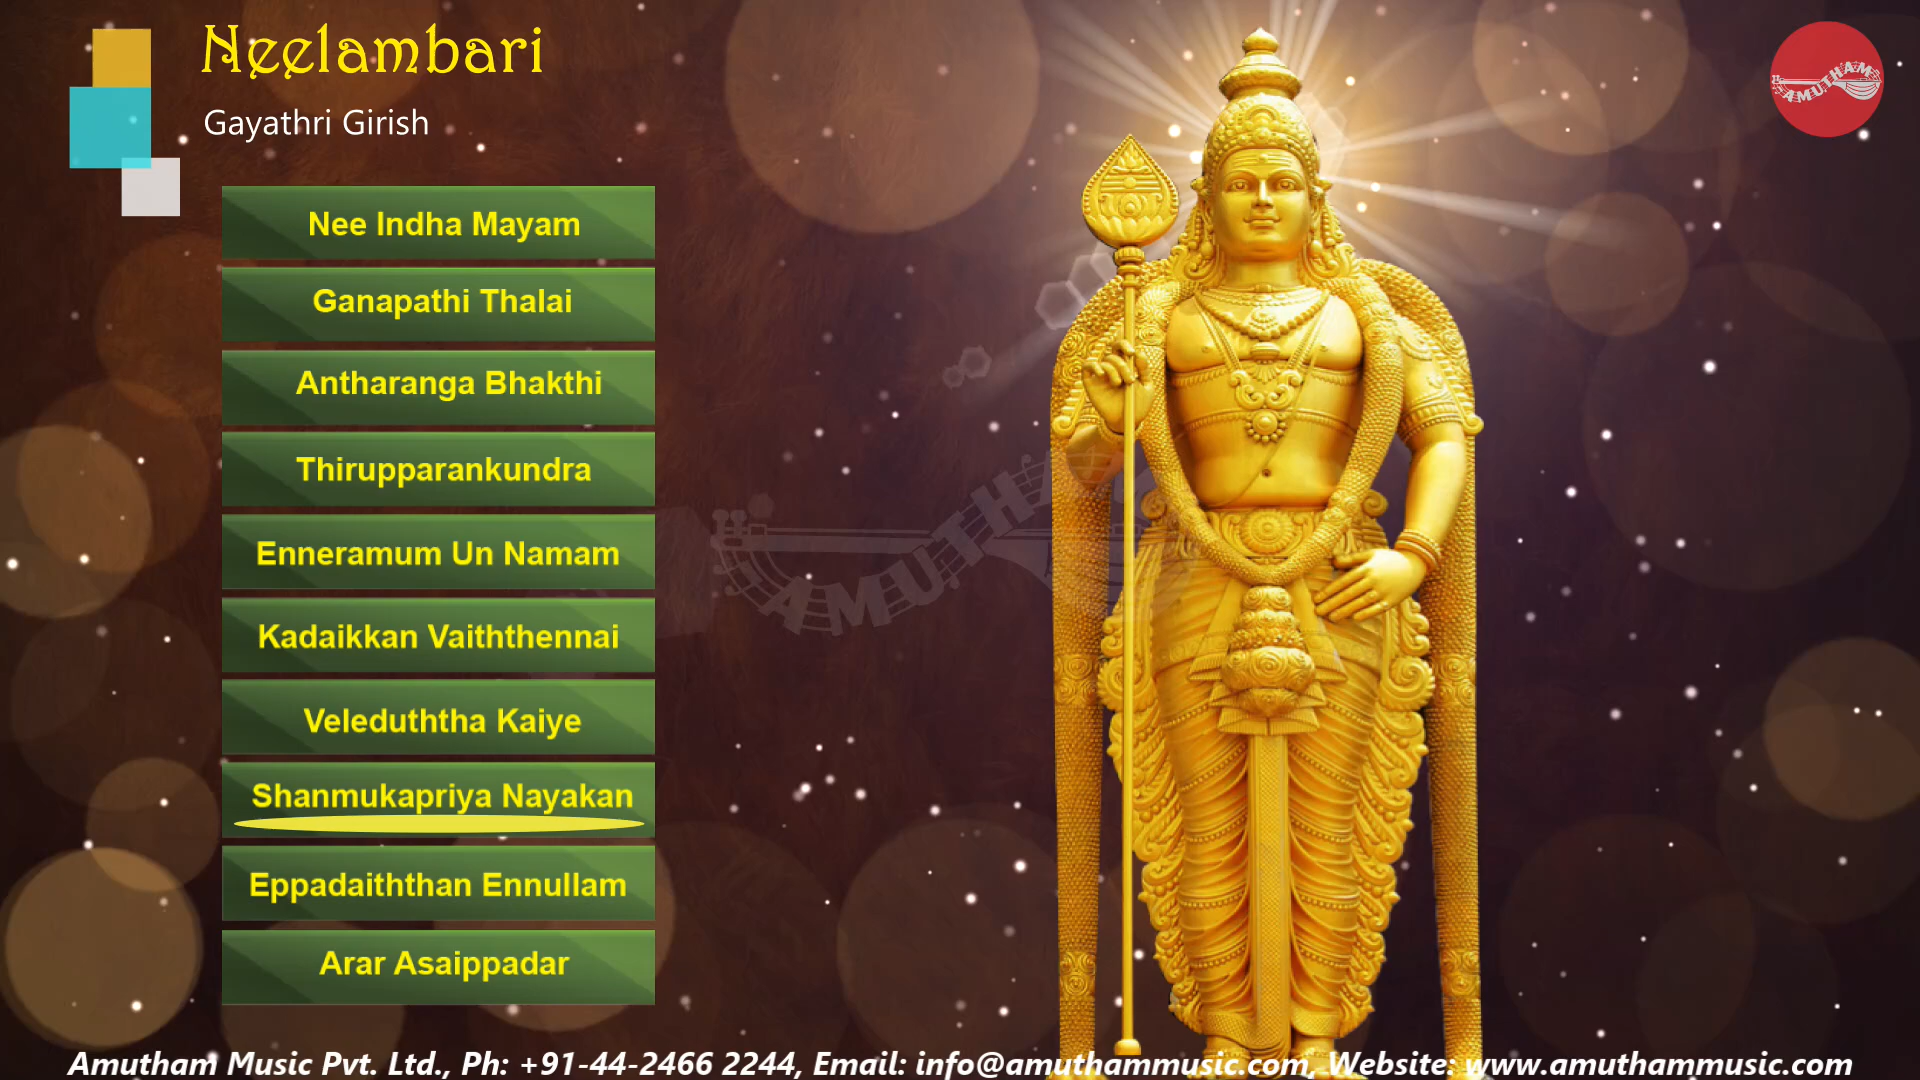 Neelambari
Gayathri Girish
AMUTHAM
Nee Indha Mayam
Ganapathi Thalai
Antharanga Bhakthi
Thirupparankundra
Enneramum Un Namam
Kadaikkan Vaiththennai
Veleduththa Kaiye
Shanmukapriya Nayakan
Eppadaiththan Ennullam
Arar Asaippadar
AMUTHAM
Amutham Music Pvt. Ltd., Ph: +91-44-2466 2244, Email: info@amuthammusic.com, Website: www.amuthammusic.com